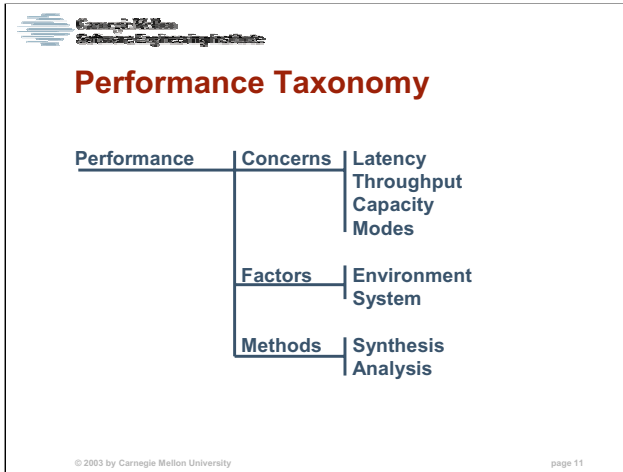 Carnegie Mellon
Software Engineering Institute
Performance Taxonomy
Performance
Concerns
Latency
Throughput
Capacity
Modes
Factors
Environment
System
Methods
Synthesis
Analysis
© 2003 by Carnegie Mellon University
page 11